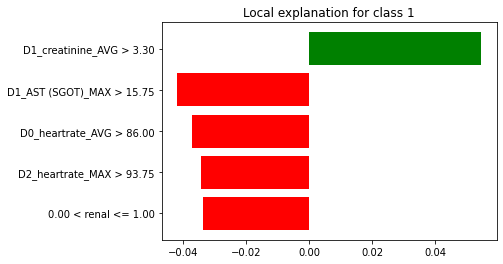 Local explanation for class 1
D1_creatinine_AVG > 3.30
D1_AST (SGOT)_MAX > 15.75
D0_heartrate_AVG > 86.00
D2_heartrate_MAX > 93.75
0.00 < renal <= 1.00
−0.04 −0.02 0.00 0.02 0.04